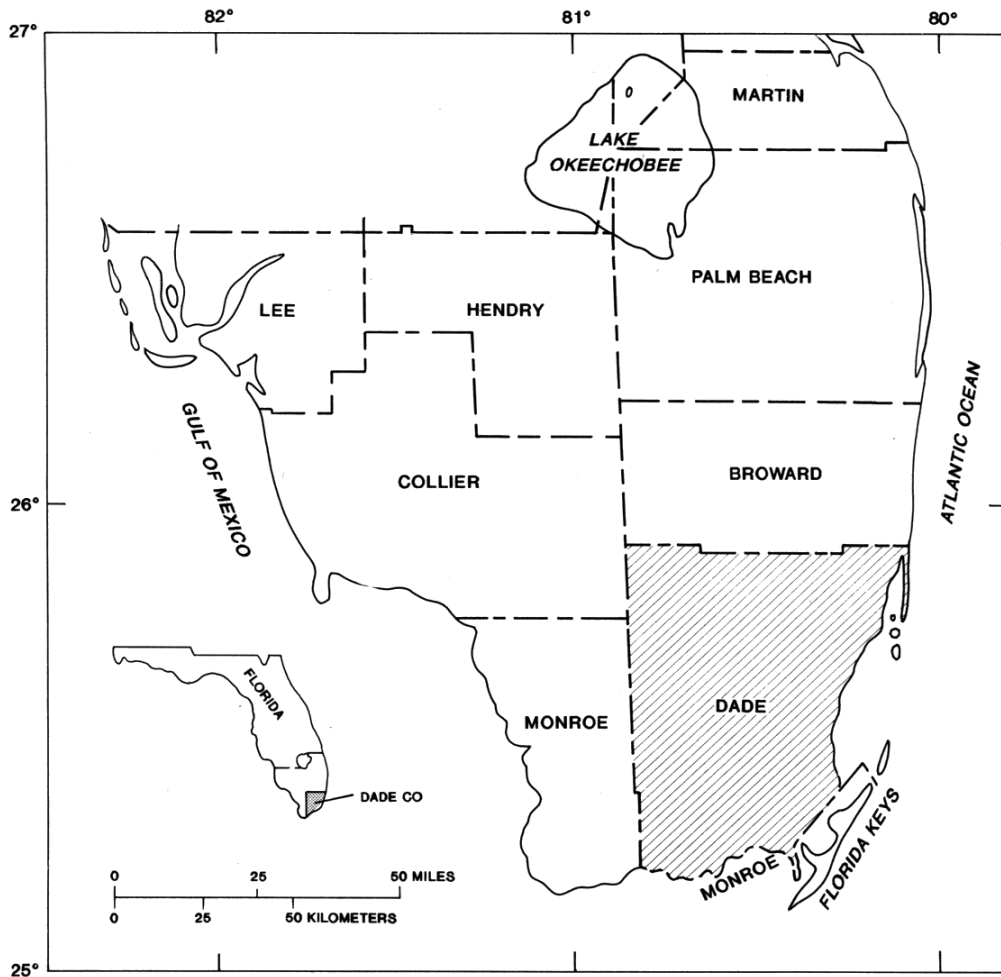 82°
81°
80°
27°
MARTIN
LAKE
OKEECHOBEE
PALM BEACH
LEE
HENDRY
GULF OF MEXICO
ATLANTIC OCEAN
COLLIER
BROWARD
26°
FLORIDA
MONROE
DADE
DADE CO
0 25 50 MILES
0 25 50 KILOMETERS
MONROE
FLORIDA KEYS
25°